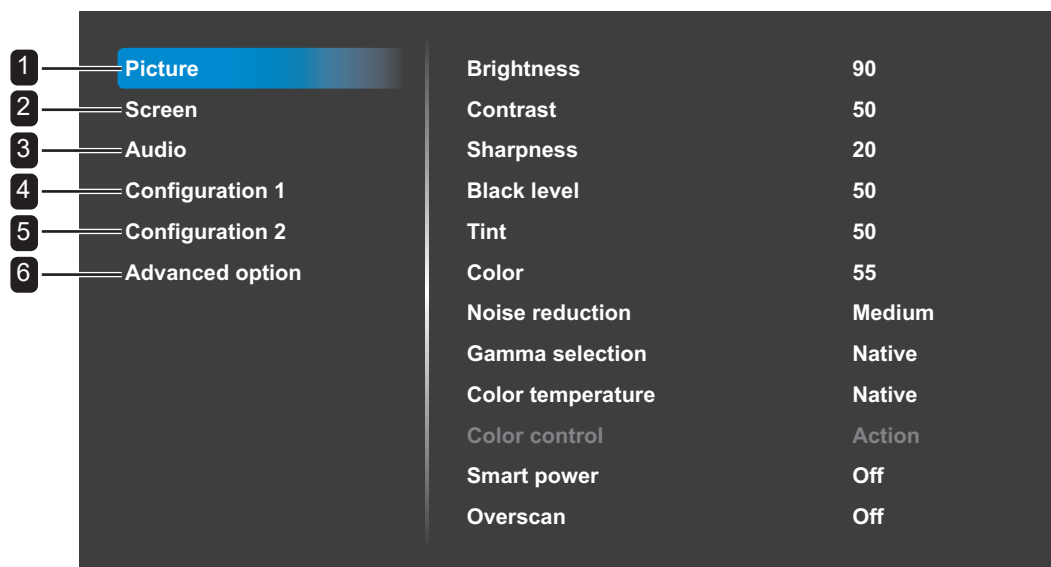 1 Picture Brightness 90
2 Screen Contrast 50
3 Audio Sharpness 20
4 Configuration 1 Black level 50
5 Configuration 2 Tint 50
6 Advanced option Color 55
Noise reduction Medium
Gamma selection Native
Color temperature Native
Color control Action
Smart power Off
Overscan Off